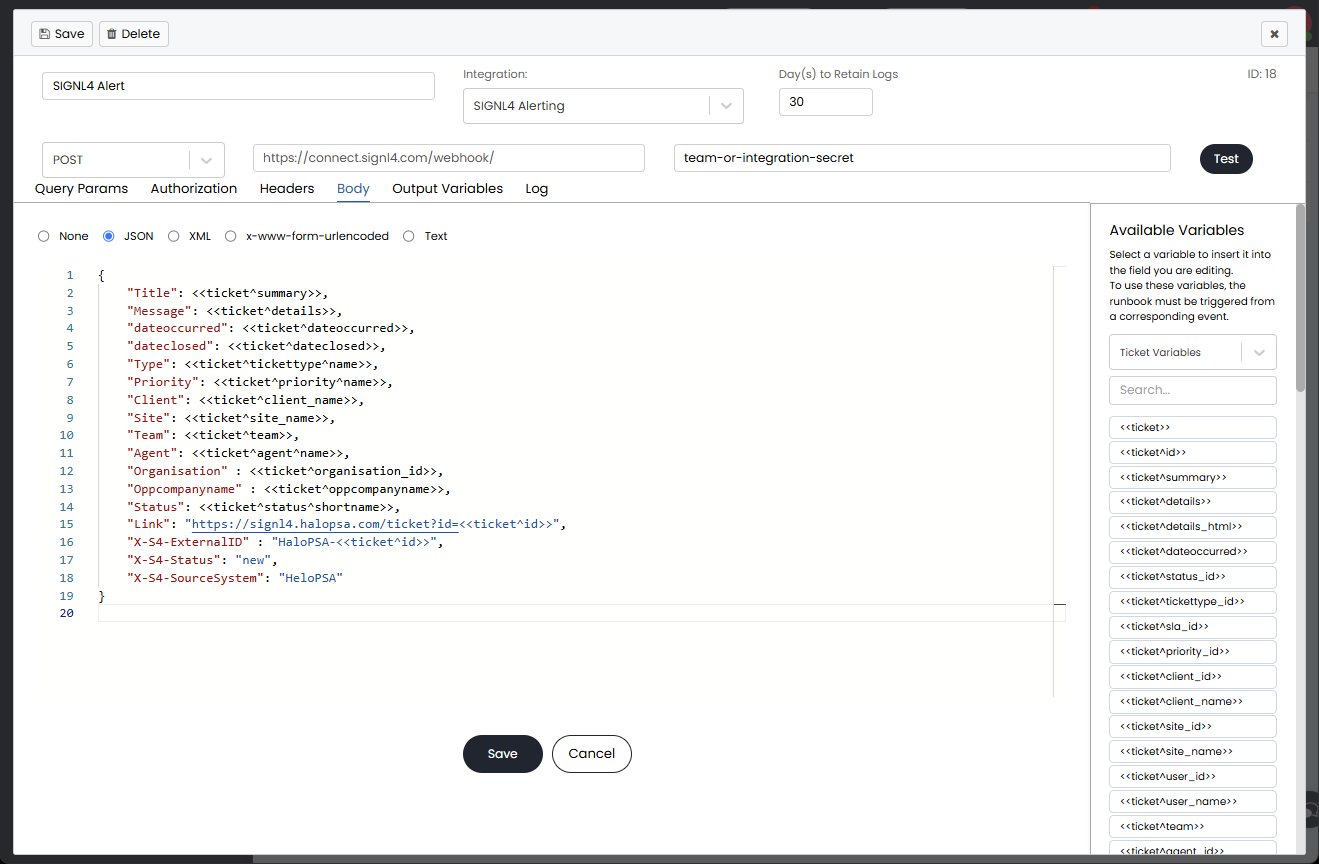 Save Delete
Integration: Day(s) to Retain Logs ID: 18
SIGNL4 Alert SIGNL4 Alerting 30
POST https://connect.signl4.com/webhook/ team-or-integration-secret Test
Query Params Authorization Headers Body Output Variables Log
None JSON XML x-www-form-urlencoded Text
1 {
2 "Title": <<ticket^summary>>,
3 "Message": <<ticket^details>>,
4 "dateoccurred": <<ticket^dateoccurred>>,
5 "dateclosed": <<ticket^dateclosed>>,
6 "Type": <<ticket^tickettype^name>>,
7 "Priority": <<ticket^priority^name>>,
8 "Client": <<ticket^client_name>>,
9 "Site": <<ticket^site_name>>,
10 "Team": <<ticket^team>>,
11 "Agent": <<ticket^agent^name>>,
12 "Organisation" : <<ticket^organisation_id>>,
13 "Oppcompanyname" : <<ticket^oppcompanyname>>,
14 "Status": <<ticket^status^shortname>>,
15 "Link": "https://signl4.halopsa.com/ticket?id=<<ticket^id>>",
16 "X-S4-ExternalID" : "HaloPSA-<<ticket^id>>",
17 "X-S4-Status": "new",
18 "X-S4-SourceSystem": "HeloPSA"
19 }
20
Save Cancel
Available Variables
Select a variable to insert it into
the field you are editing.
To use these variables, the
runbook must be triggered from
a corresponding event.
Ticket Variables
Search...
<<ticket>>
<<ticket^id>>
<<ticket^summary>>
<<ticket^details>>
<<ticket^details_html>>
<<ticket^dateoccurred>>
<<ticket^status_id>>
<<ticket^tickettype_id>>
<<ticket^sla_id>>
<<ticket^priority_id>>
<<ticket^client_id>>
<<ticket^client_name>>
<<ticket^site_id>>
<<ticket^site_name>>
<<ticket^user_id>>
<<ticket^user_name>>
<<ticket^team>>
<<ticket^agent_id>>